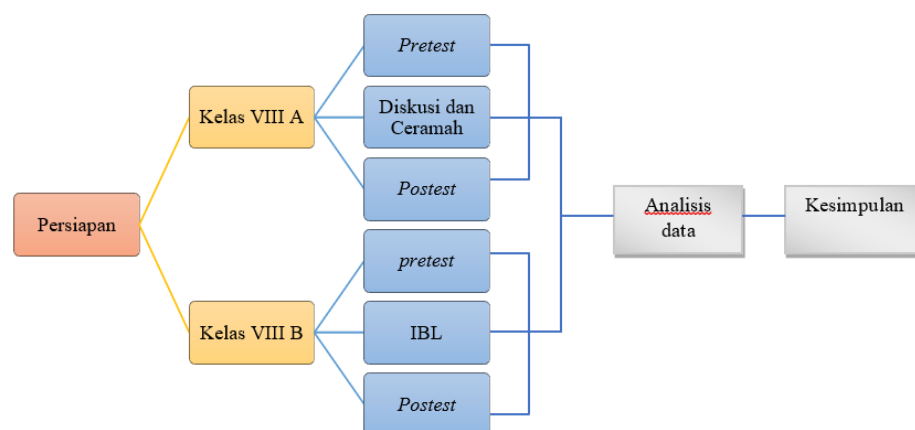 Persiapan
Kelas VIII A
Pretest
Diskusi dan
Ceramah
Postest
Kelas VIII B
pretest
IBL
Postest
Analisis
data
Kesimpulan